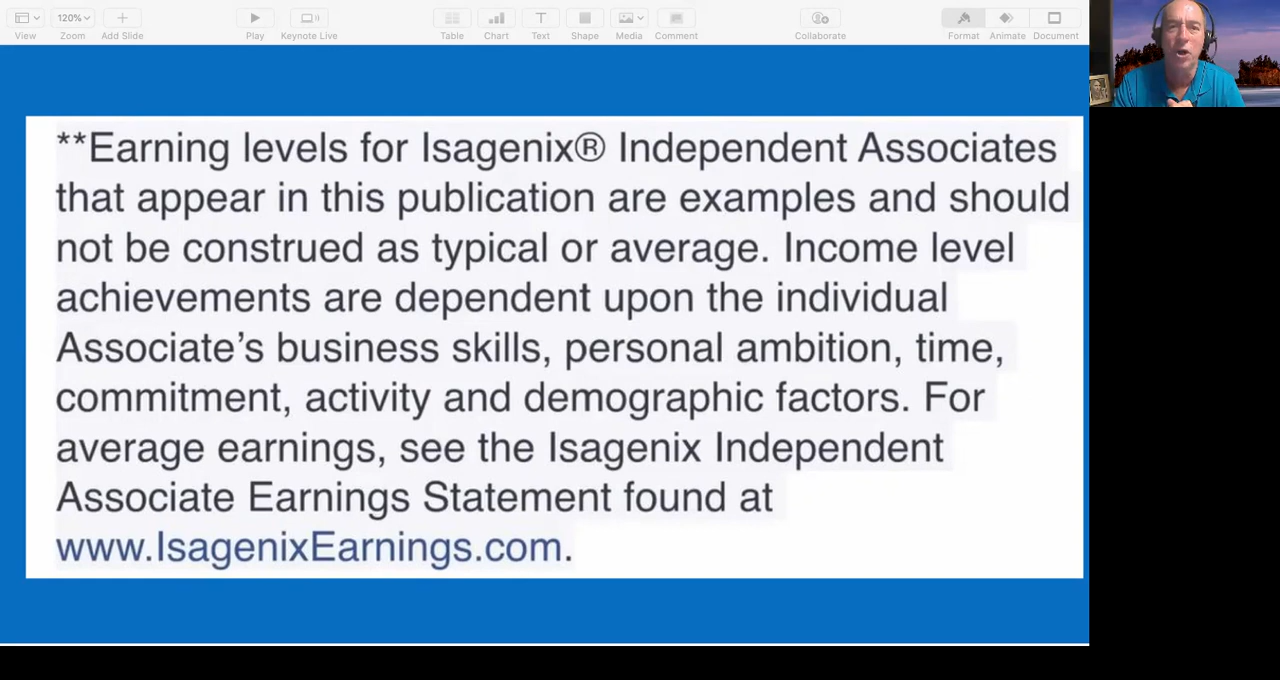 View
120%
Zoom
Add Slide
Play
Keynote Live
Table
Chart
Text
Shape
Media
Comment
Collaborate
Format
Animate
Document
T
**Earning levels for Isagenix® Independent Associates
that appear in this publication are examples and should
not be construed as typical or average. Income level
achievements are dependent upon the individual
Associate’s business skills, personal ambition, time,
commitment, activity and demographic factors. For
average earnings, see the Isagenix Independent
Associate Earnings Statement found at
www.IsagenixEarnings.com.